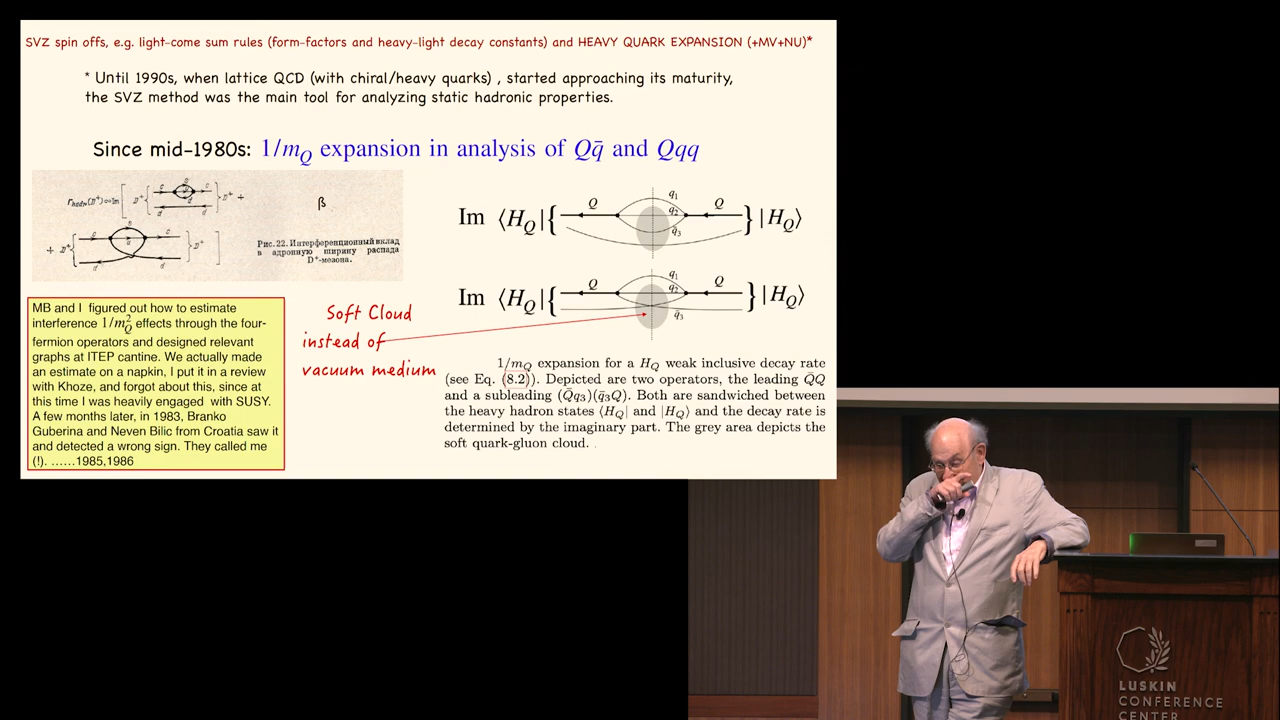 SVZ spin offs, e.g. light-come sum rules (form-factors and heavy-light decay constants) and HEAVY QUARK EXPANSION (+MV+NU)*
* Until 1990s, when lattice QCD (with chiral/heavy quarks) , started approaching its maturity,
the SVZ method was the main tool for analyzing static hadronic properties.
Since mid-1980s: 1/m_Q expansion in analysis of Qq̄ and Qqq
β
Рис. 22. Интерференционный вклад
в адронную ширину распада
D⁺-мезона.
Im ⟨H_Q|{ Q q₁ q₂ q̄₃ Q }|H_Q⟩
Im ⟨H_Q|{ Q q₁ q₂ q̄₃ Q }|H_Q⟩
MB and I figured out how to estimate
interference 1/m_Q² effects through the four-
fermion operators and designed relevant
graphs at ITEP cantine. We actually made
an estimate on a napkin, I put it in a review
with Khoze, and forgot about this, since at
this time I was heavily engaged with SUSY.
A few months later, in 1983, Branko
Guberina and Neven Bilic from Croatia saw it
and detected a wrong sign. They called me
(!). ......1985,1986
Soft Cloud
instead of
vacuum medium
1/m_Q expansion for a H_Q weak inclusive decay rate
(see Eq. (8.2)). Depicted are two operators, the leading Q̄Q
and a subleading (Q̄q₃)(q̄₃Q). Both are sandwiched between
the heavy hadron states ⟨H_Q| and |H_Q⟩ and the decay rate is
determined by the imaginary part. The grey area depicts the
soft quark-gluon cloud.
LUSKIN
CONFERENCE
CENTER